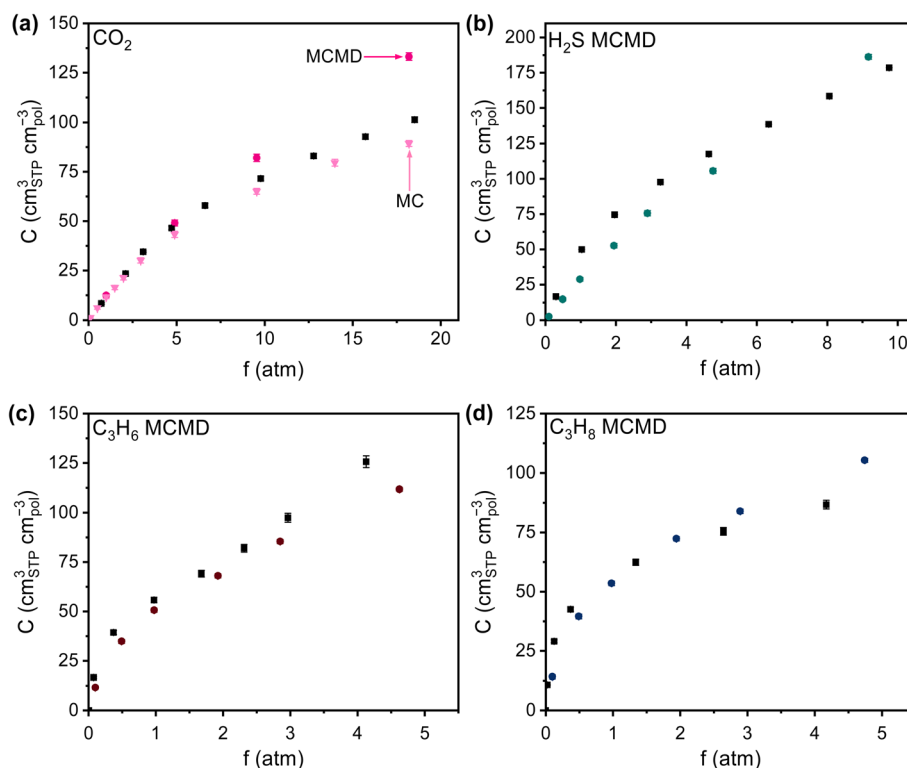 (a)
CO₂
MCMD
MC
C (cm³STP cm⁻³pol)
0
25
50
75
100
125
150
0
5
10
15
20
f (atm)
(b)
H₂S MCMD
C (cm³STP cm⁻³pol)
0
25
50
75
100
125
150
175
200
0
2
4
6
8
10
f (atm)
(c)
C₃H₆ MCMD
C (cm³STP cm⁻³pol)
0
25
50
75
100
125
150
0
1
2
3
4
5
f (atm)
(d)
C₃H₈ MCMD
C (cm³STP cm⁻³pol)
0
25
50
75
100
125
0
1
2
3
4
5
f (atm)